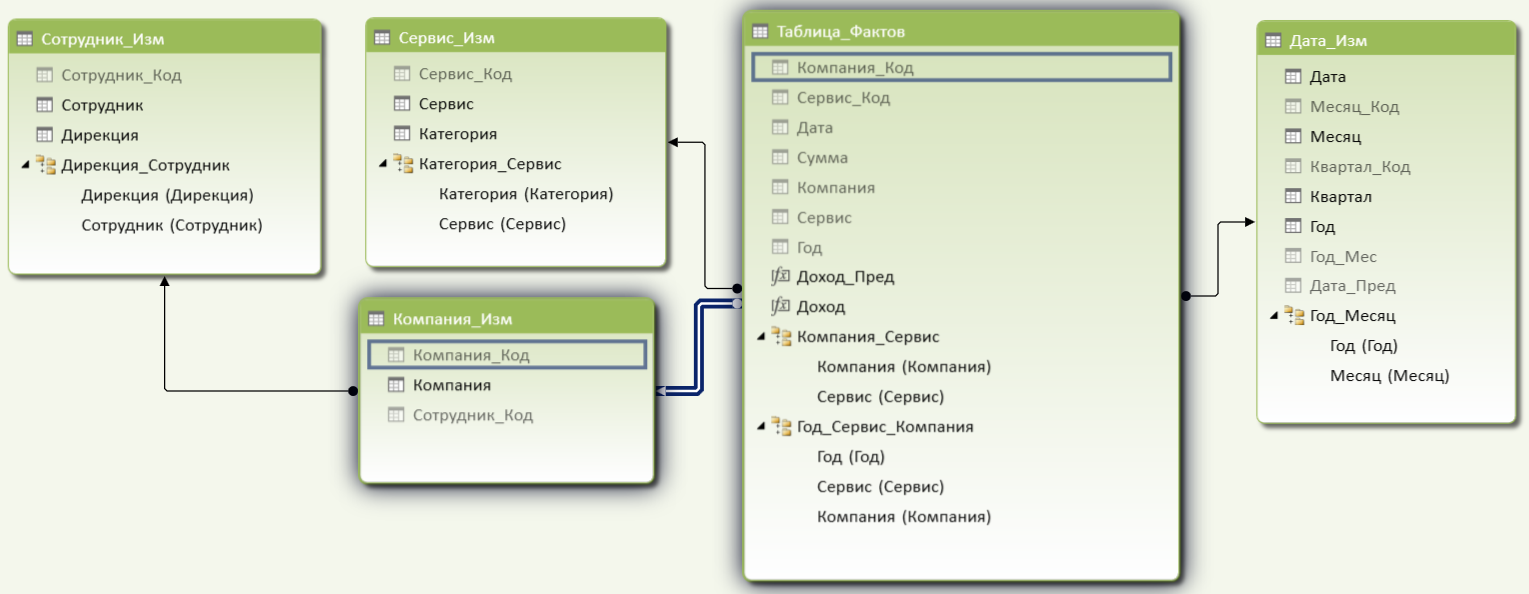 Сотрудник_Изм
Сотрудник_Код
Сотрудник
Дирекция
Дирекция_Сотрудник
Дирекция (Дирекция)
Сотрудник (Сотрудник)
Сервис_Изм
Сервис_Код
Сервис
Категория
Категория_Сервис
Категория (Категория)
Сервис (Сервис)
Компания_Изм
Компания_Код
Компания
Сотрудник_Код
Таблица_Фактов
Компания_Код
Сервис_Код
Дата
Сумма
Компания
Сервис
Год
fx Доход_Пред
fx Доход
Компания_Сервис
Компания (Компания)
Сервис (Сервис)
Год_Сервис_Компания
Год (Год)
Сервис (Сервис)
Компания (Компания)
Дата_Изм
Дата
Месяц_Код
Месяц
Квартал_Код
Квартал
Год
Год_Мес
Дата_Пред
Год_Месяц
Год (Год)
Месяц (Месяц)